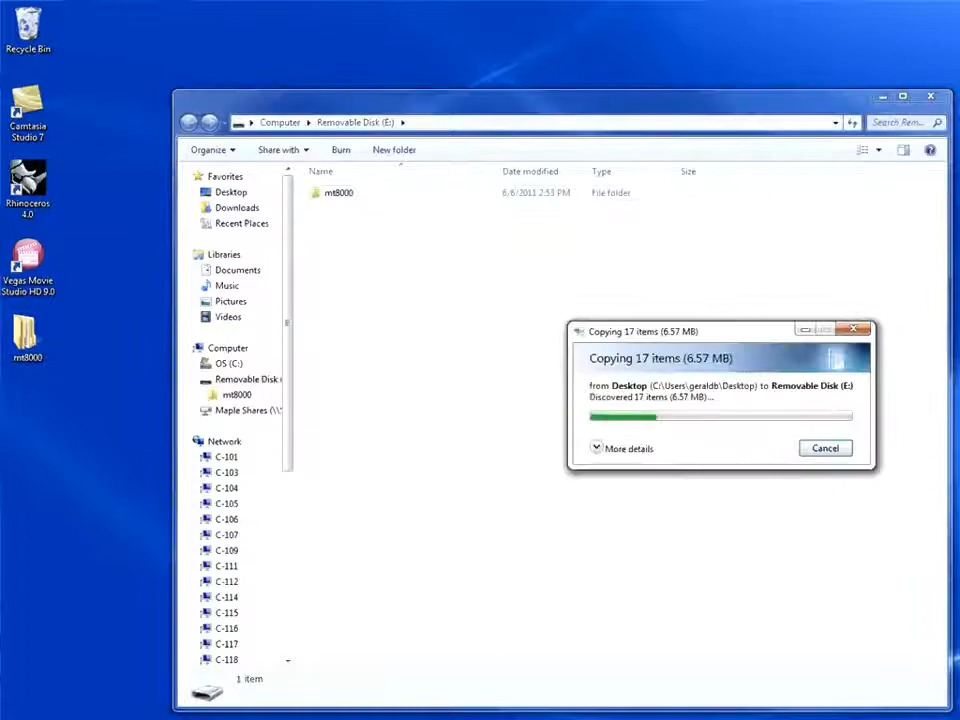 Recycle Bin
Camtasia
Studio 7
Rhinoceros
4.0
Vegas Movie
Studio HD 9.0
mt8000
Computer
Removable Disk (E:)
Search Rem...
Organize
Share with
Burn
New folder
Name
Date modified
Type
Size
mt8000
6/6/2011 2:53 PM
File folder
Favorites
Desktop
Downloads
Recent Places
Libraries
Documents
Music
Pictures
Videos
Computer
OS (C:)
Removable Disk
mt8000
Maple Shares (\\
Network
C-101
C-103
C-104
C-105
C-106
C-107
C-109
C-111
C-112
C-114
C-115
C-116
C-117
C-118
1 item
Copying 17 items (6.57 MB)
Copying 17 items (6.57 MB)
from Desktop (C:\Users\geraldb\Desktop) to Removable Disk (E:)
Discovered 17 items (6.57 MB)...
More details
Cancel